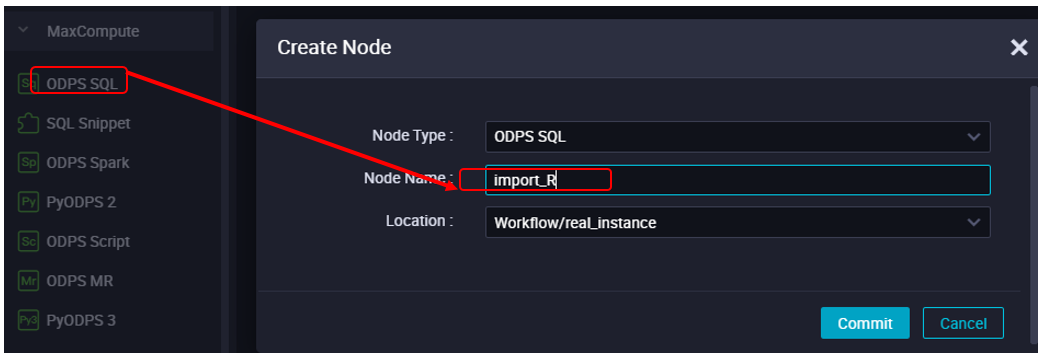 MaxCompute
Sq ODPS SQL
SQL Snippet
Sp ODPS Spark
Py PyODPS 2
Sc ODPS Script
Mr ODPS MR
Py3 PyODPS 3
Create Node
Node Type : ODPS SQL
Node Name : import_R
Location : Workflow/real_instance
Commit Cancel